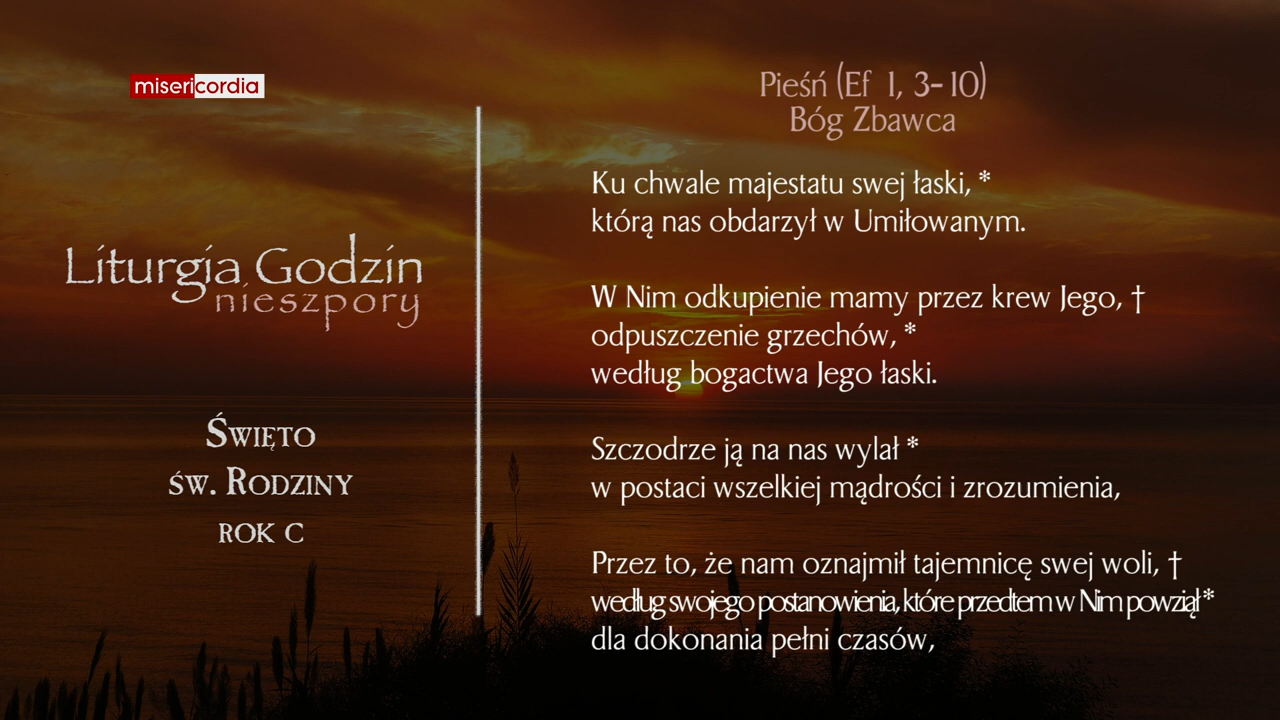 misericordia
Liturgia Godzin
nieszpory
Święto
św. Rodziny
rok C
Pieśń (Ef 1, 3-10)
Bóg Zbawca
Ku chwale majestatu swej łaski, *
którą nas obdarzył w Umiłowanym.
W Nim odkupienie mamy przez krew Jego, †
odpuszczenie grzechów, *
według bogactwa Jego łaski.
Szczodrze ją na nas wylał *
w postaci wszelkiej mądrości i zrozumienia,
Przez to, że nam oznajmił tajemnicę swej woli, †
według swojego postanowienia, które przedtem w Nim powziął *
dla dokonania pełni czasów,